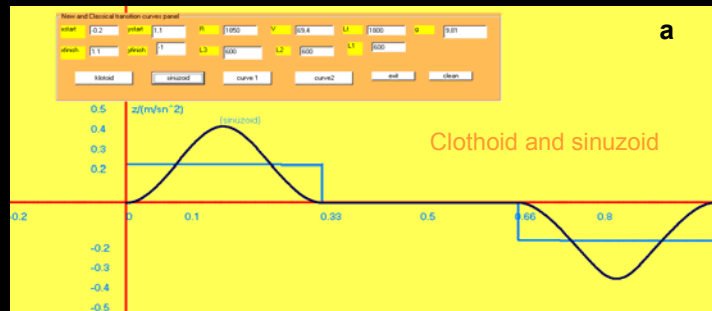 New and Classical transition curves panel
xstart -0.2 ystart 1.1 R 1050 V 69.4 Lt 1000 g 9.81
xfinish 1.1 yfinish -1 L3 600 L2 600 L1 600
klotoid sinuzoid curve 1 curve2 exit clean
a
0.5 z/(m/sn^2)
(sinuzoid)
0.4
Clothoid and sinuzoid
0.3
0.2
-0.2 0 0.1 0.33 0.5 0.66 0.8
-0.2
-0.3
-0.4
-0.5